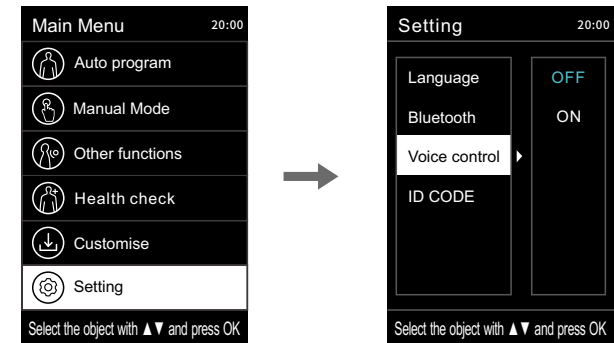 Main Menu 20:00
Auto program
Manual Mode
Other functions
Health check
Customise
Setting
Select the object with ▲▼ and press OK
Setting 20:00
Language
Bluetooth
Voice control
ID CODE
OFF
ON
Select the object with ▲▼ and press OK